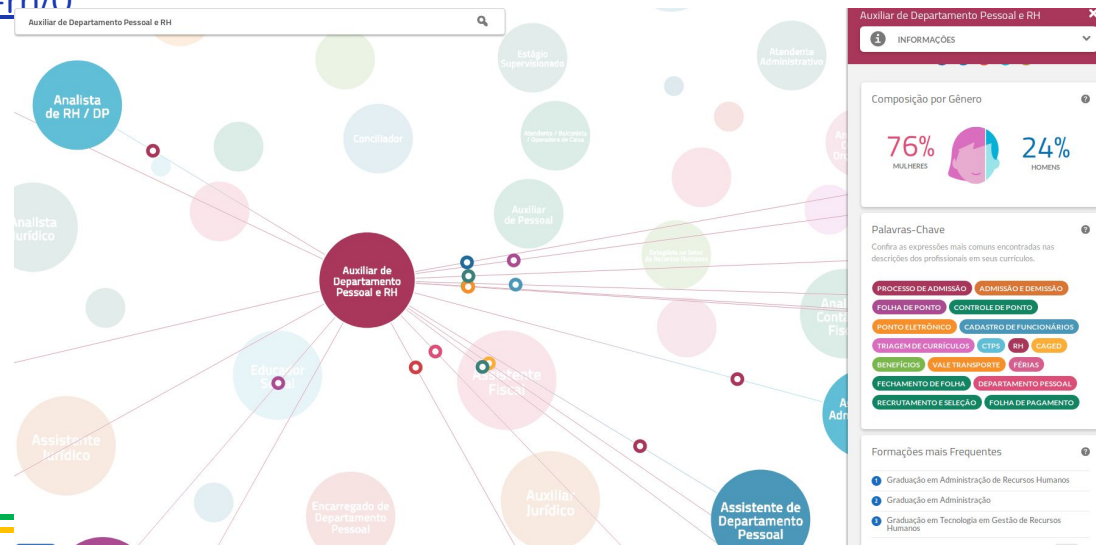 Auxiliar de Departamento Pessoal e RH
Estágio
Supervisionado
Atendente
Administrativo
Analista
de RH / DP
Conciliador
Auxiliar
de Pessoal
Analista
Jurídico
Auxiliar de
Departamento
Pessoal e RH
Educador
Assistente
Fiscal
Assistente
Jurídico
Encarregado de
Departamento
Pessoal
Auxiliar
Jurídico
Assistente de
Departamento
Pessoal
Auxiliar de Departamento Pessoal e RH
INFORMAÇÕES
Composição por Gênero
76%
MULHERES
24%
HOMENS
Palavras-Chave
Confira as expressões mais comuns encontradas nas
descrições dos profissionais em seus currículos.
PROCESSO DE ADMISSÃO ADMISSÃO E DEMISSÃO
FOLHA DE PONTO CONTROLE DE PONTO
PONTO ELETRÔNICO CADASTRO DE FUNCIONÁRIOS
TRIAGEM DE CURRÍCULOS CTPS RH CAGED
BENEFÍCIOS VALE TRANSPORTE FÉRIAS
FECHAMENTO DE FOLHA DEPARTAMENTO PESSOAL
RECRUTAMENTO E SELEÇÃO FOLHA DE PAGAMENTO
Formações mais Frequentes
1 Graduação em Administração de Recursos Humanos
2 Graduação em Administração
3 Graduação em Tecnologia em Gestão de Recursos
Humanos